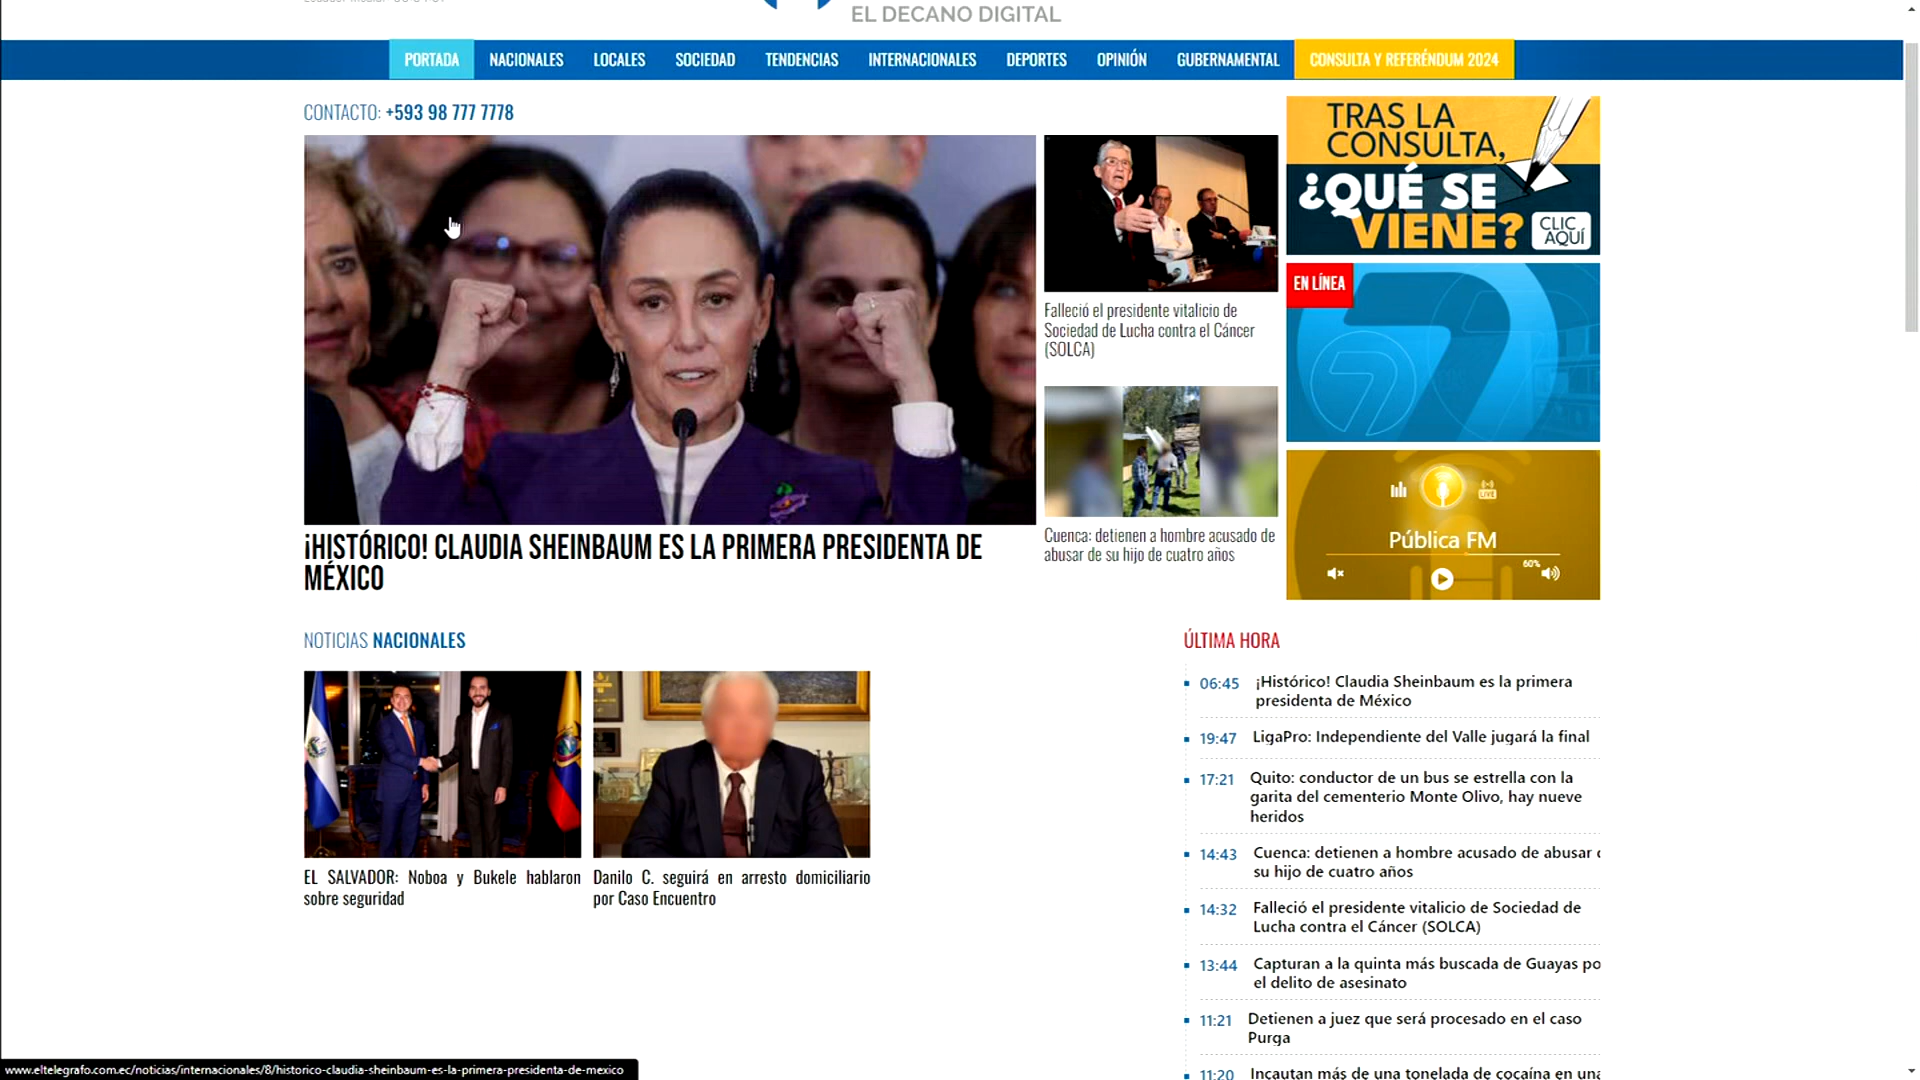 EL DECANO DIGITAL
PORTADA NACIONALES LOCALES SOCIEDAD TENDENCIAS INTERNACIONALES DEPORTES OPINIÓN GUBERNAMENTAL CONSULTA Y REFERÉNDUM 2024
CONTACTO: +593 98 777 7778
¡HISTÓRICO! CLAUDIA SHEINBAUM ES LA PRIMERA PRESIDENTA DE
MÉXICO
Falleció el presidente vitalicio de
Sociedad de Lucha contra el Cáncer
(SOLCA)
Cuenca: detienen a hombre acusado de
abusar de su hijo de cuatro años
TRAS LA
CONSULTA,
¿QUÉ SE
VIENE?
CLIC
AQUÍ
EN LÍNEA
LIVE
Pública FM
60%
NOTICIAS NACIONALES
EL SALVADOR: Noboa y Bukele hablaron
sobre seguridad
Danilo C. seguirá en arresto domiciliario
por Caso Encuentro
ÚLTIMA HORA
06:45 ¡Histórico! Claudia Sheinbaum es la primera
presidenta de México
19:47 LigaPro: Independiente del Valle jugará la final
17:21 Quito: conductor de un bus se estrella con la
garita del cementerio Monte Olivo, hay nueve
heridos
14:43 Cuenca: detienen a hombre acusado de abusar
su hijo de cuatro años
14:32 Falleció el presidente vitalicio de Sociedad de
Lucha contra el Cáncer (SOLCA)
13:44 Capturan a la quinta más buscada de Guayas po
el delito de asesinato
11:21 Detienen a juez que será procesado en el caso
Purga
11:20 Incautan más de una tonelada de cocaína en una
www.eltelegrafo.com.ec/noticias/internacionales/8/historico-claudia-sheinbaum-es-la-primera-presidenta-de-mexico